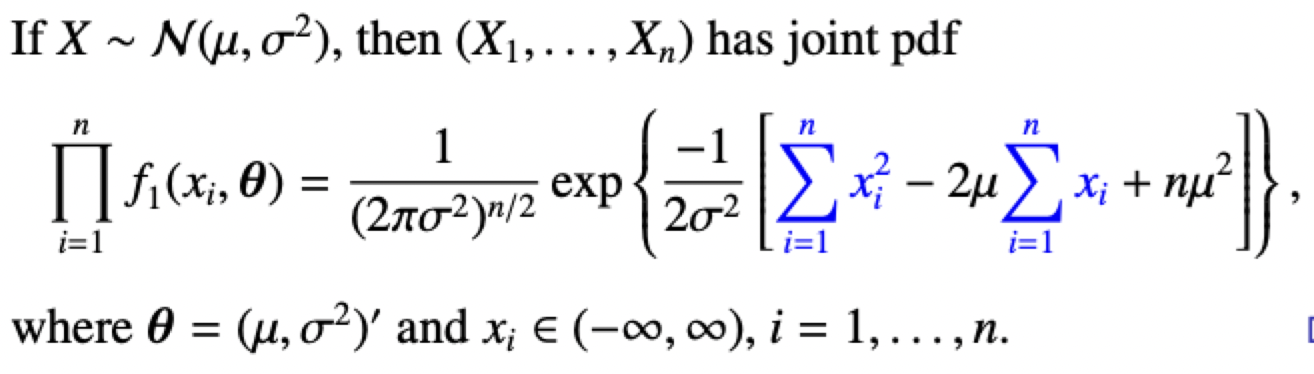 If X ~ N(μ, σ²), then (X₁, . . . , Xₙ) has joint pdf
∏ᵢ₌₁ⁿ f₁(xᵢ, θ) = 1/(2πσ²)^{n/2} exp { −1/(2σ²) [ ∑ᵢ₌₁ⁿ xᵢ² − 2μ ∑ᵢ₌₁ⁿ xᵢ + nμ² ] } ,
where θ = (μ, σ²)′ and xᵢ ∈ (−∞, ∞), i = 1, . . . , n.